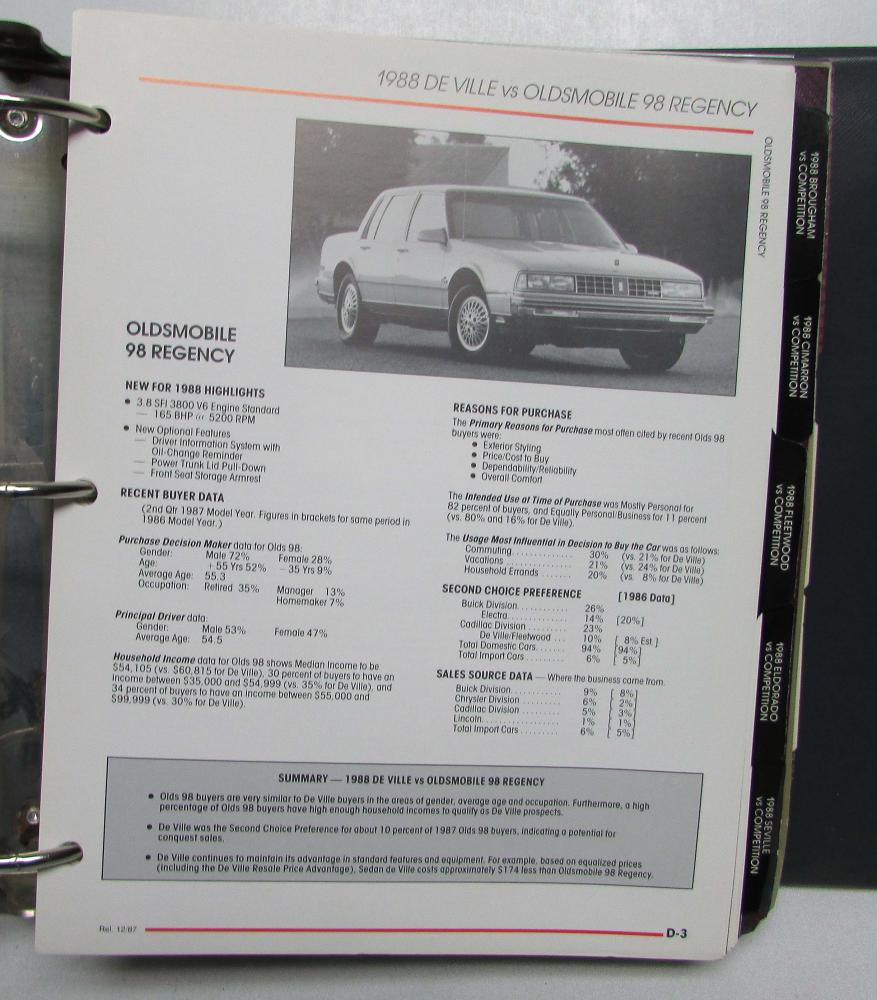 1988 DE VILLE vs OLDSMOBILE 98 REGENCY
OLDSMOBILE 98 REGENCY
OLDSMOBILE
98 REGENCY
NEW FOR 1988 HIGHLIGHTS
• 3.8 SFI 3800 V6 Engine Standard
— 165 BHP @ 5200 RPM
• New Optional Features
— Driver Information System with
Oil-Change Reminder
— Power Trunk Lid Pull-Down
— Front Seat Storage Armrest
RECENT BUYER DATA
(2nd Qtr 1987 Model Year. Figures in brackets for same period in
1986 Model Year.)
Purchase Decision Maker data for Olds 98:
Gender: Male 72% Female 28%
Age: +55 Yrs 52% -35 Yrs 9%
Average Age: 55.3
Occupation: Retired 35% Manager 13%
Homemaker 7%
Principal Driver data:
Gender: Male 53% Female 47%
Average Age: 54.5
Household Income data for Olds 98 shows Median Income to be
$54,105 (vs. $60,815 for De Ville), 30 percent of buyers to have an
income between $35,000 and $54,999 (vs. 35% for De Ville), and
34 percent of buyers to have an income between $55,000 and
$99,999 (vs. 30% for De Ville).
REASONS FOR PURCHASE
The Primary Reasons for Purchase most often cited by recent Olds 98
buyers were:
• Exterior Styling
• Price/Cost to Buy
• Dependability/Reliability
• Overall Comfort
The Intended Use at Time of Purchase was Mostly Personal for
82 percent of buyers, and Equally Personal/Business for 11 percent
(vs. 80% and 16% for De Ville).
The Usage Most Influential in Decision to Buy the Car was as follows:
Commuting. . . . . . . . . . . . . 30% (vs. 21% for De Ville)
Vacations . . . . . . . . . . . . . . 21% (vs. 24% for De Ville)
Household Errands . . . . . . . 20% (vs. 8% for De Ville)
SECOND CHOICE PREFERENCE [1986 Data]
Buick Division. . . . . . . . . . . 26%
Electra. . . . . . . . . . . . . . 14% [20%]
Cadillac Division . . . . . . . . . 23%
De Ville/Fleetwood . . . 10% [ 8% Est.]
Total Domestic Cars. . . . . . . 94% [94%]
Total Import Cars . . . . . . . . . 6% [ 5%]
SALES SOURCE DATA — Where the business came from.
Buick Division. . . . . . . . . . . 9% [ 8%]
Chrysler Division . . . . . . . . . 6% [ 2%]
Cadillac Division . . . . . . . . . 5% [ 3%]
Lincoln. . . . . . . . . . . . . . . . 1% [ 1%]
Total Import Cars . . . . . . . . . 6% [ 5%]
SUMMARY — 1988 DE VILLE vs OLDSMOBILE 98 REGENCY
• Olds 98 buyers are very similar to De Ville buyers in the areas of gender, average age and occupation. Furthermore, a high
percentage of Olds 98 buyers have high enough household incomes to qualify as De Ville prospects.
• De Ville was the Second Choice Preference for about 10 percent of 1987 Olds 98 buyers, indicating a potential for
conquest sales.
• De Ville continues to maintain its advantage in standard features and equipment. For example, based on equalized prices
(including the De Ville Resale Price Advantage), Sedan de Ville costs approximately $174 less than Oldsmobile 98 Regency.
Rel. 12/87
D-3
1988 BROUGHAM
vs COMPETITION
1988 CIMARRON
vs COMPETITION
1988 FLEETWOOD
vs COMPETITION
1988 ELDORADO
vs COMPETITION
1988 SEVILLE
vs COMPETITION